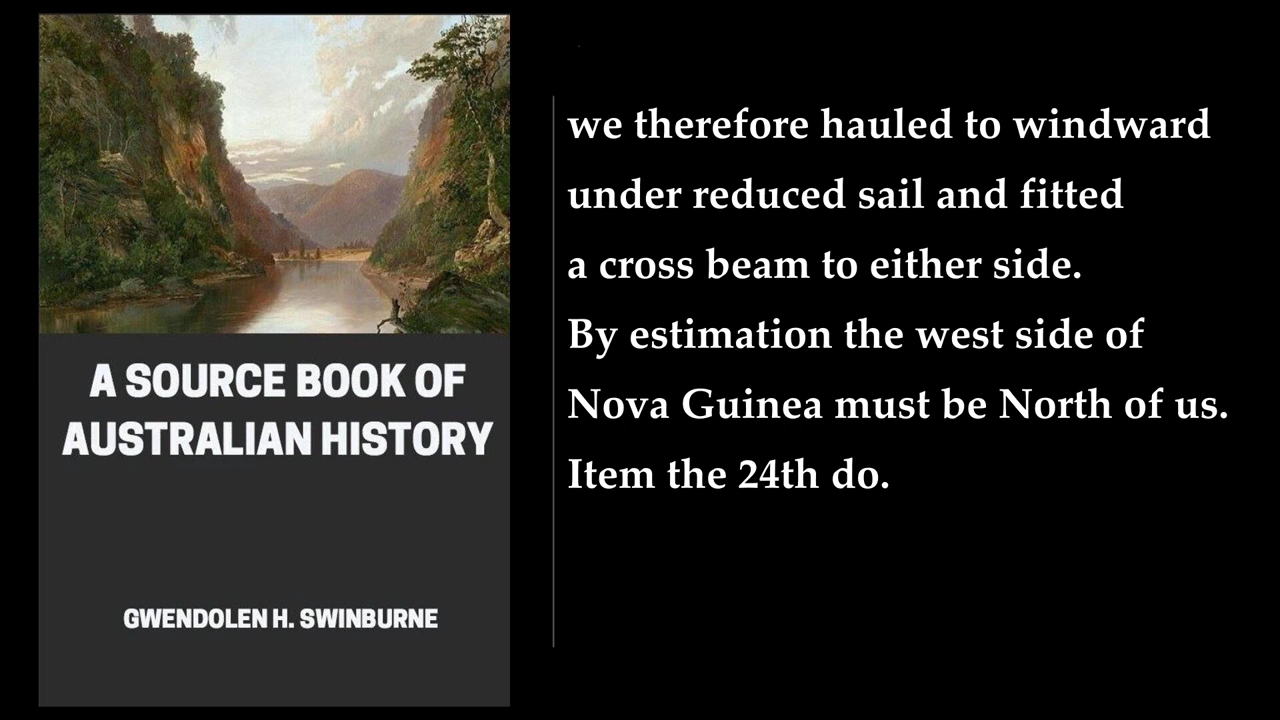 A SOURCE BOOK OF
AUSTRALIAN HISTORY
GWENDOLEN H. SWINBURNE
we therefore hauled to windward
under reduced sail and fitted
a cross beam to either side.
By estimation the west side of
Nova Guinea must be North of us.
Item the 24th do.